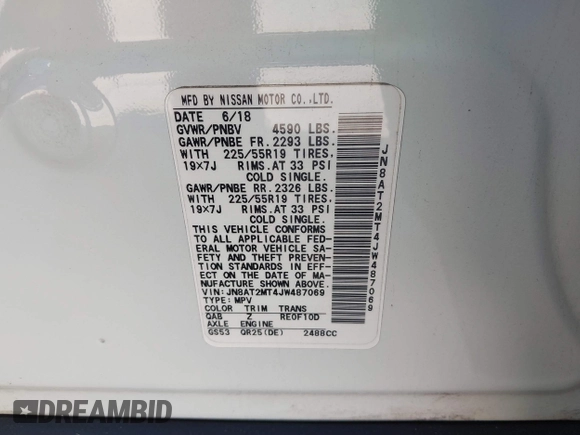 MFD BY NISSAN MOTOR CO.,LTD.
DATE 6/18
GVWR/PNBV 4590 LBS.
GAWR/PNBE FR. 2293 LBS.
WITH 225/55R19 TIRES.
19×7J RIMS. AT 33 PSI
COLD SINGLE.
GAWR/PNBE RR. 2326 LBS.
WITH 225/55R19 TIRES.
19×7J RIMS. AT 33 PSI
COLD SINGLE.
THIS VEHICLE CONFORMS
TO ALL APPLICABLE FED-
ERAL MOTOR VEHICLE SA-
FETY AND THEFT PREVEN-
TION STANDARDS IN EFF-
ECT ON THE DATE OF MA-
NUFACTURE SHOWN ABOVE.
VIN: JN8AT2MT4JW487069
TYPE: MPV
COLOR TRIM TRANS
QAB Z RE0F10D
AXLE ENGINE
GS53 QR25(DE) 2488CC
JN8AT2MT4JW487069
DREAMBID